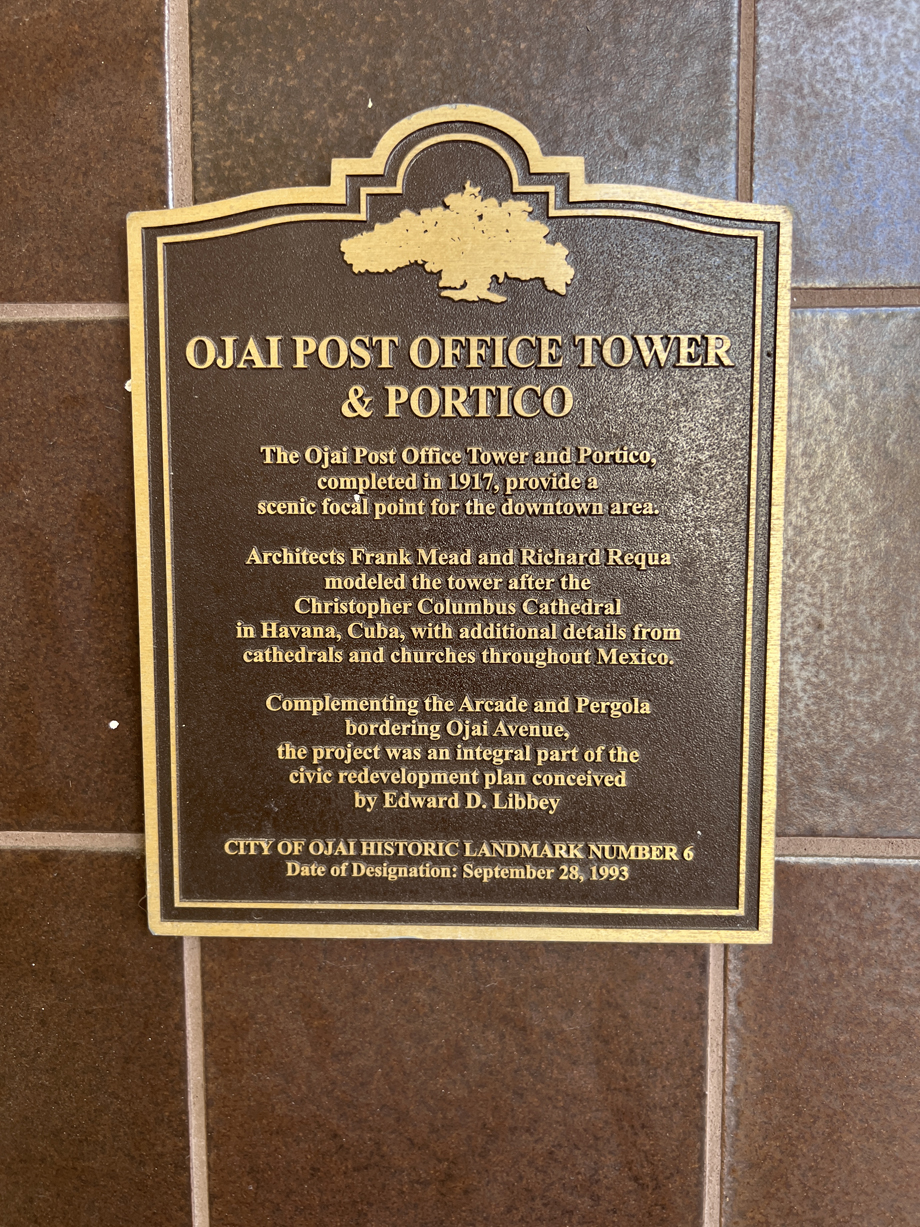 OJAI POST OFFICE TOWER
& PORTICO
The Ojai Post Office Tower and Portico,
completed in 1917, provide a
scenic focal point for the downtown area.
Architects Frank Mead and Richard Requa
modeled the tower after the
Christopher Columbus Cathedral
in Havana, Cuba, with additional details from
cathedrals and churches throughout Mexico.
Complementing the Arcade and Pergola
bordering Ojai Avenue,
the project was an integral part of the
civic redevelopment plan conceived
by Edward D. Libbey
CITY OF OJAI HISTORIC LANDMARK NUMBER 6
Date of Designation: September 28, 1993